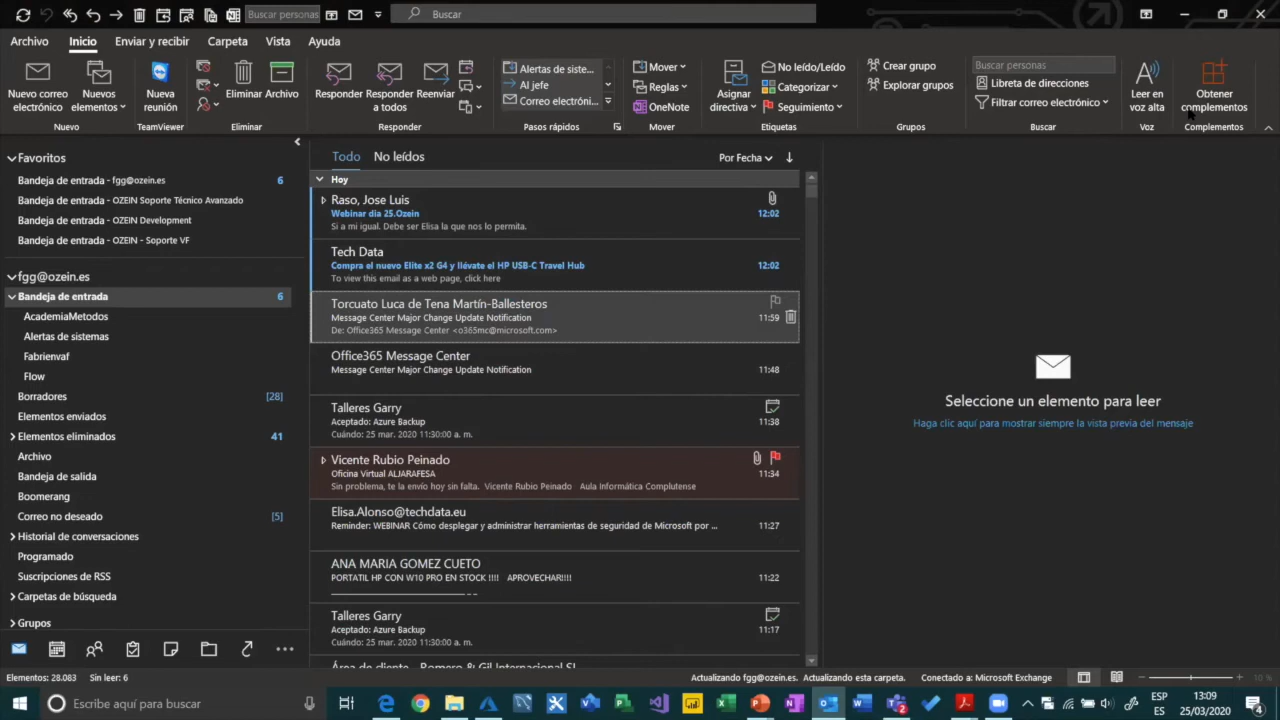 Buscar personas
Buscar
Archivo Inicio Enviar y recibir Carpeta Vista Ayuda
Nuevo correo electrónico
Nuevos elementos
Nuevo
Nueva reunión
TeamViewer
Eliminar Archivo
Eliminar
Responder Responder a todos Reenviar
Responder
Alertas de siste...
Al jefe
Correo electróni...
Pasos rápidos
Mover
Reglas
OneNote
Mover
Asignar directiva
No leído/Leído
Categorizar
Seguimiento
Etiquetas
Crear grupo
Explorar grupos
Grupos
Buscar personas
Libreta de direcciones
Filtrar correo electrónico
Buscar
Leer en voz alta
Voz
Obtener complementos
Complementos
Favoritos
Bandeja de entrada - fgg@ozein.es 6
Bandeja de entrada - OZEIN Soporte Técnico Avanzado
Bandeja de entrada - OZEIN Development
Bandeja de entrada - OZEIN - Soporte VF
fgg@ozein.es
Bandeja de entrada 6
AcademiaMetodos
Alertas de sistemas
Fabrienvaf
Flow
Borradores [28]
Elementos enviados
Elementos eliminados 41
Archivo
Bandeja de salida
Boomerang
Correo no deseado [5]
Historial de conversaciones
Programado
Suscripciones de RSS
Carpetas de búsqueda
Grupos
Todo No leídos Por Fecha
Hoy
Raso, Jose Luis
Webinar dia 25.Ozein 12:02
Si a mi igual. Debe ser Elisa la que nos lo permita.
Tech Data
Compra el nuevo Elite x2 G4 y llévate el HP USB-C Travel Hub 12:02
To view this email as a web page, click here
Torcuato Luca de Tena Martín-Ballesteros
Message Center Major Change Update Notification 11:59
De: Office365 Message Center <o365mc@microsoft.com>
Office365 Message Center
Message Center Major Change Update Notification 11:48
Talleres Garry
Aceptado: Azure Backup 11:38
Cuándo: 25 mar. 2020 11:30:00 a. m.
Vicente Rubio Peinado
Oficina Virtual ALJARAFESA 11:34
Sin problema, te la envío hoy sin falta. Vicente Rubio Peinado Aula Informática Complutense
Elisa.Alonso@techdata.eu
Reminder: WEBINAR Cómo desplegar y administrar herramientas de seguridad de Microsoft por ... 11:27
ANA MARIA GOMEZ CUETO
PORTATIL HP CON W10 PRO EN STOCK !!!! APROVECHAR!!!! 11:22
Talleres Garry
Aceptado: Azure Backup 11:17
Cuándo: 25 mar. 2020 11:30:00 a. m.
Área de cliente - Romero & Gil Internacional SL
Seleccione un elemento para leer
Haga clic aquí para mostrar siempre la vista previa del mensaje
Elementos: 28.083 Sin leer: 6 Actualizando fgg@ozein.es. Actualizando esta carpeta. Conectado a: Microsoft Exchange 10 %
Escribe aquí para buscar
ESP
ES
13:09
25/03/2020
4